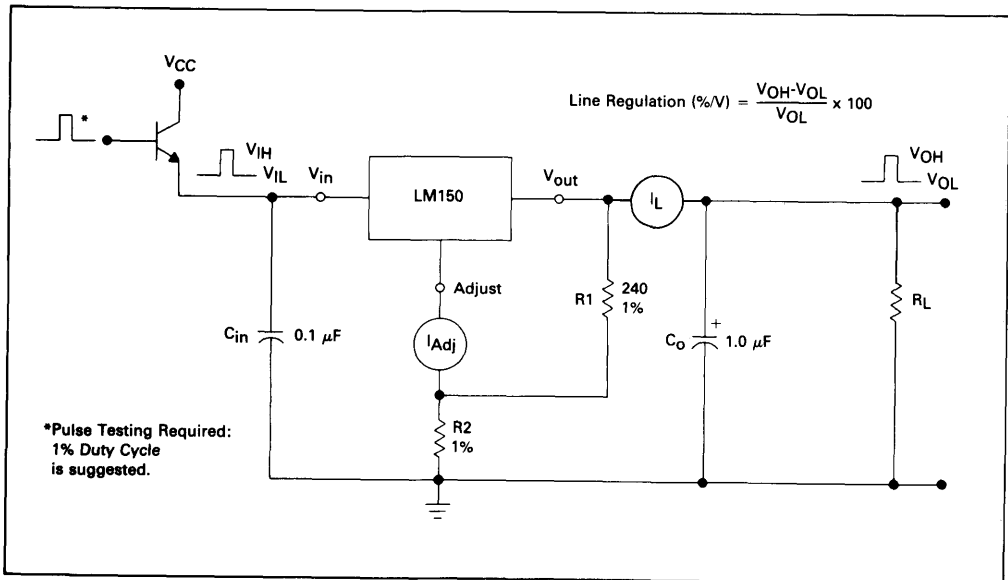 VCC
Line Regulation (%/V) = VOH-VOL / VOL x 100
*
VIH
VIL
Vin
LM150
Vout
IL
VOH
VOL
Adjust
R1
240
1%
RL
Cin
0.1 μF
IAdj
+
CO
1.0 μF
R2
1%
*Pulse Testing Required:
1% Duty Cycle
is suggested.